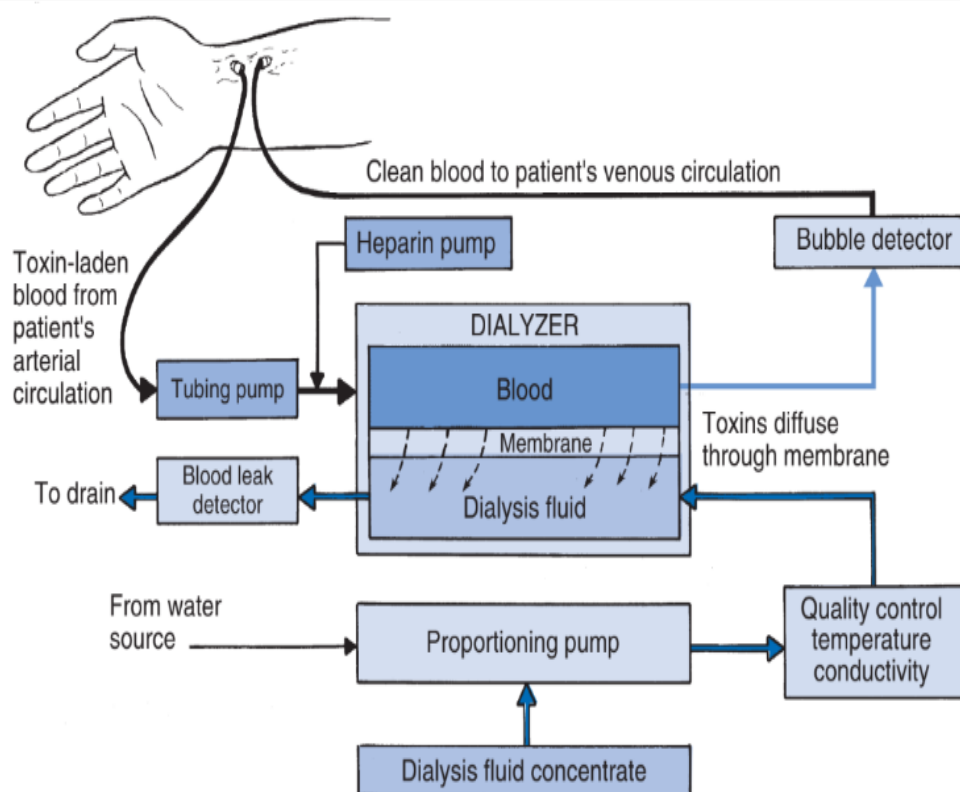 Clean blood to patient's venous circulation
Heparin pump
Bubble detector
Toxin-laden
blood from
patient's
arterial
circulation
DIALYZER
Tubing pump
Blood
Membrane
Toxins diffuse
through membrane
To drain
Blood leak
detector
Dialysis fluid
From water
source
Proportioning pump
Quality control
temperature
conductivity
Dialysis fluid concentrate